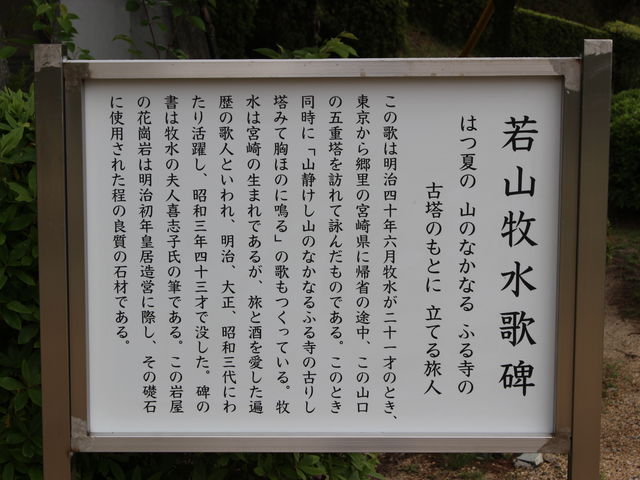 若山牧水歌碑
はつ夏の 山のなかなる ふる寺の
古塔のもとに 立てる旅人
この歌は明治四十年六月牧水が二十一才のとき、
東京から郷里の宮崎県に帰省の途中、この山口
の五重塔を訪れて詠んだものである。このとき
同時に「山静けし山のなかなるふる寺の古りし
塔みて胸ほのに鳴る」の歌もつくっている。牧
水は宮崎の生まれであるが、旅と酒を愛した遍
歴の歌人といわれ、明治、大正、昭和三代にわ
たり活躍し、昭和三年四十三才で没した。碑の
書は牧水の夫人喜志子氏の筆である。この岩屋
の花崗岩は明治初年皇居造営に際し、その礎石
に使用された程の良質の石材である。